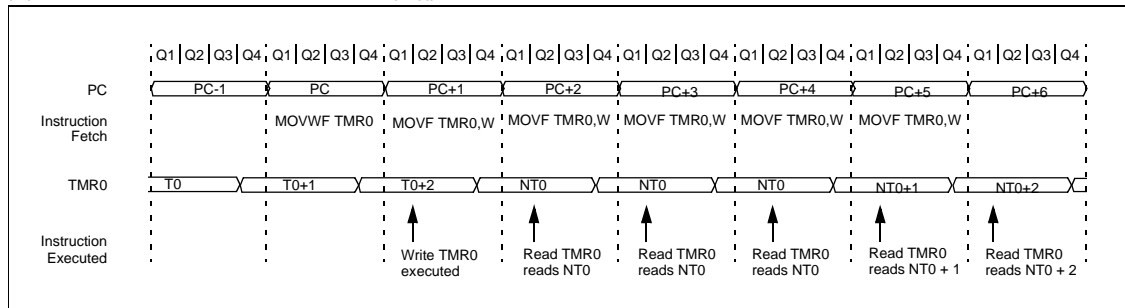 Q1 Q2 Q3 Q4 Q1 Q2 Q3 Q4 Q1 Q2 Q3 Q4 Q1 Q2 Q3 Q4 Q1 Q2 Q3 Q4 Q1 Q2 Q3 Q4 Q1 Q2 Q3 Q4 Q1 Q2 Q3 Q4
PC PC-1 PC PC+1 PC+2 PC+3 PC+4 PC+5 PC+6
Instruction MOVWF TMR0 MOVF TMR0,W MOVF TMR0,W MOVF TMR0,W MOVF TMR0,W MOVF TMR0,W
Fetch
TMR0 T0 T0+1 T0+2 NT0 NT0 NT0 NT0+1 NT0+2
Instruction Write TMR0 Read TMR0 Read TMR0 Read TMR0 Read TMR0 Read TMR0
Executed executed reads NT0 reads NT0 reads NT0 reads NT0 + 1 reads NT0 + 2